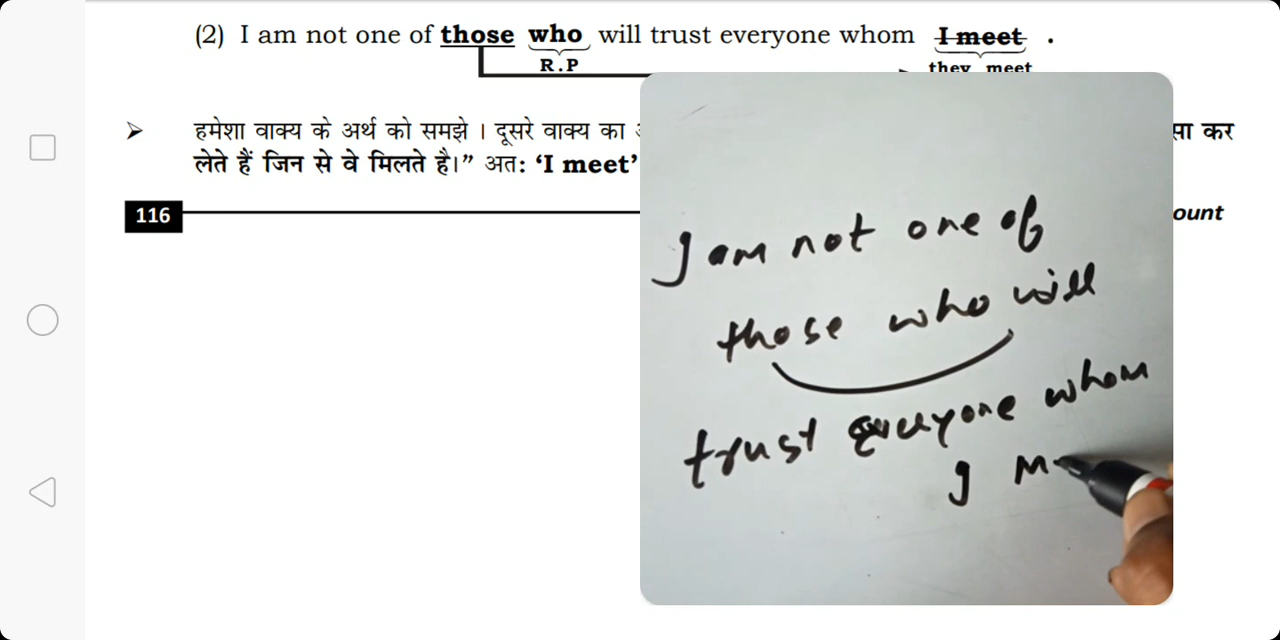 (2) I am not one of those who will trust everyone whom I meet .
R.P
they meet
➤ हमेशा वाक्य के अर्थ को समझे । दूसरे वाक्य का सा कर
लेते हैं जिन से वे मिलते है।” अत: ‘I meet’
116
ount
I am not one of
those who will
trust everyone whom
I m